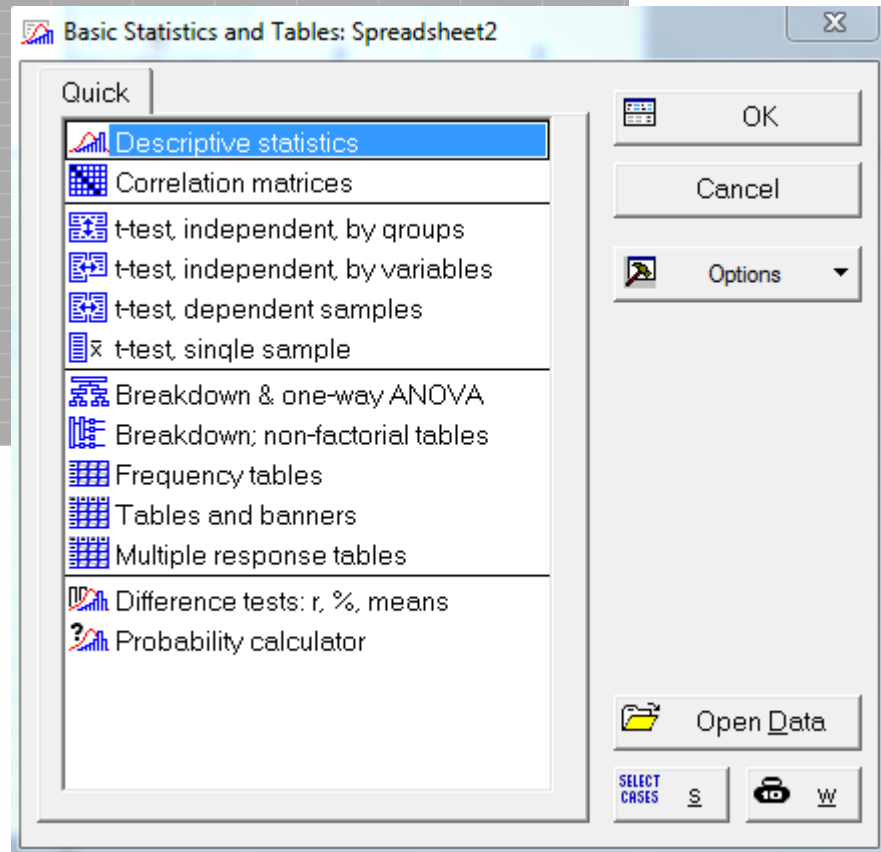 Basic Statistics and Tables: Spreadsheet2
Quick
Descriptive statistics
Correlation matrices
t-test, independent, by groups
t-test, independent, by variables
t-test, dependent samples
x t-test, single sample
Breakdown & one-way ANOVA
Breakdown; non-factorial tables
Frequency tables
Tables and banners
Multiple response tables
Difference tests: r, %, means
? Probability calculator
OK
Cancel
Options
Open Data
SELECT CASES S
10 W